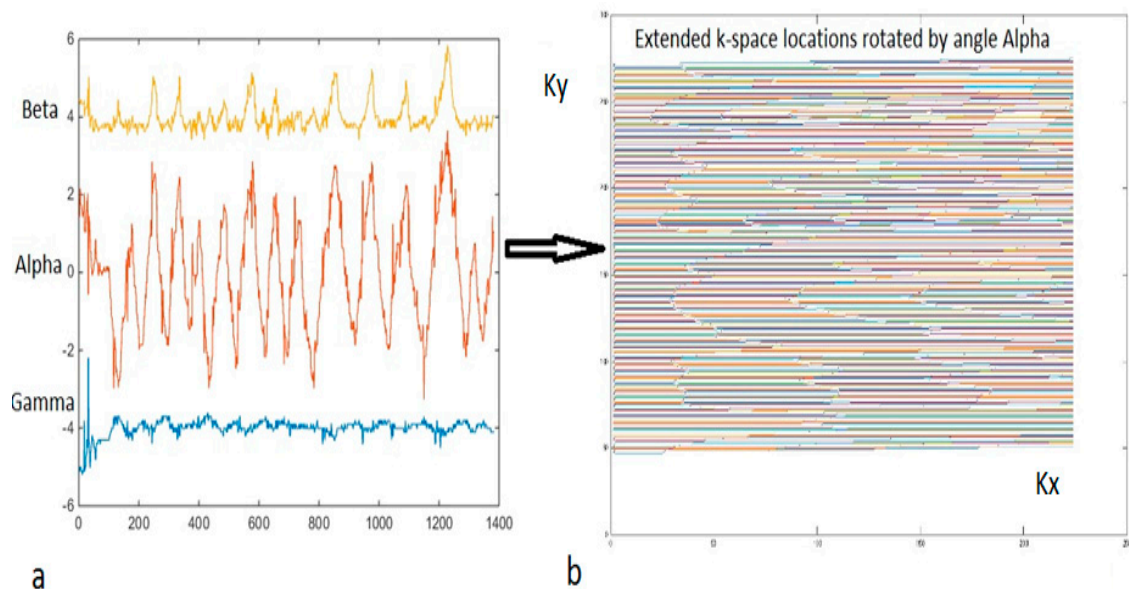 6
Beta
4
2
Alpha
0
-2
Gamma
-4
-6
0 200 400 600 800 1000 1200 1400
a
Extended k-space locations rotated by angle Alpha
Ky
Kx
b